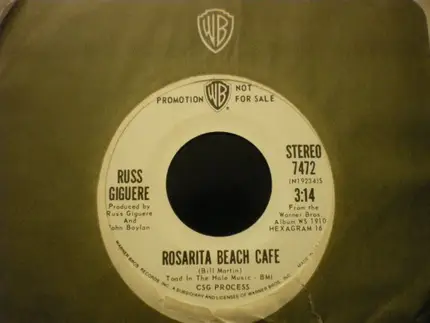 WB
WB
PROMOTION NOT FOR SALE
RUSS GIGUERE
Produced by
Russ Giguere
And
John Boylan
STEREO
7472
3:14
From the
Warner Bros.
Album WS 1910
HEXAGRAM 16
ROSARITA BEACH CAFE
(Bill Martin)
Toad In The Hole Music - BMI
CSG PROCESS